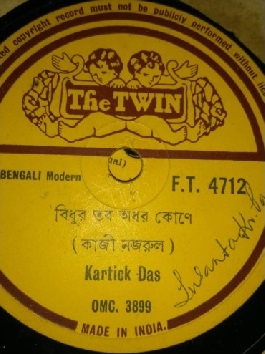 and copyright record must not be publicly performed without
The TWIN
BENGALI Modern
F.T. 4712
বিধুর তব অধর কোণে
( কাজী নজরুল )
Kartick Das
OMC. 3899
MADE IN INDIA.